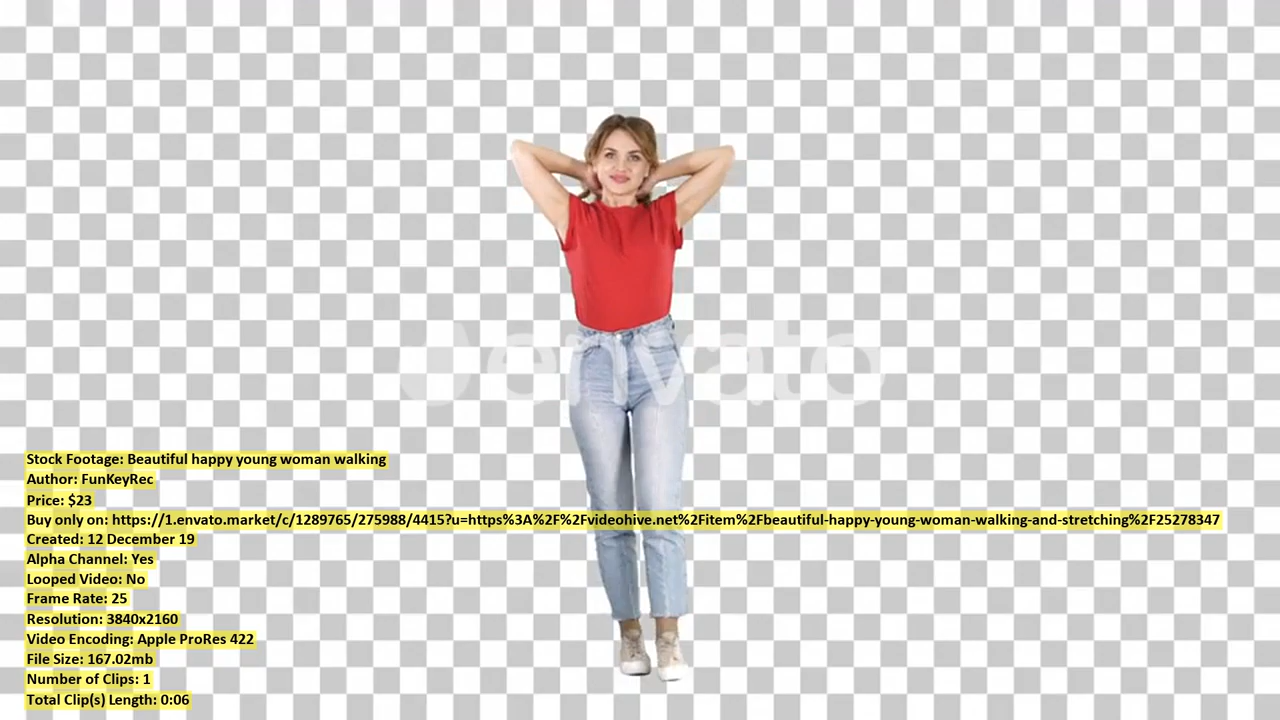 envato
Stock Footage: Beautiful happy young woman walking
Author: FunKeyRec
Price: $23
Buy only on: https://1.envato.market/c/1289765/275988/4415?u=https%3A%2F%2Fvideohive.net%2Fitem%2Fbeautiful-happy-young-woman-walking-and-stretching%2F25278347
Created: 12 December 19
Alpha Channel: Yes
Looped Video: No
Frame Rate: 25
Resolution: 3840x2160
Video Encoding: Apple ProRes 422
File Size: 167.02mb
Number of Clips: 1
Total Clip(s) Length: 0:06